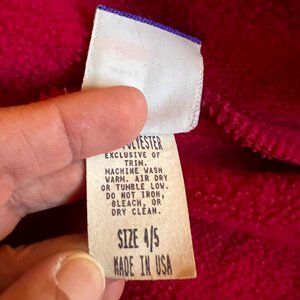 POLYESTER
EXCLUSIVE OF
TRIM.
MACHINE WASH
WARM. AIR DRY
OR TUMBLE LOW.
DO NOT IRON,
BLEACH, OR
DRY CLEAN.
SIZE 4/5
MADE IN USA